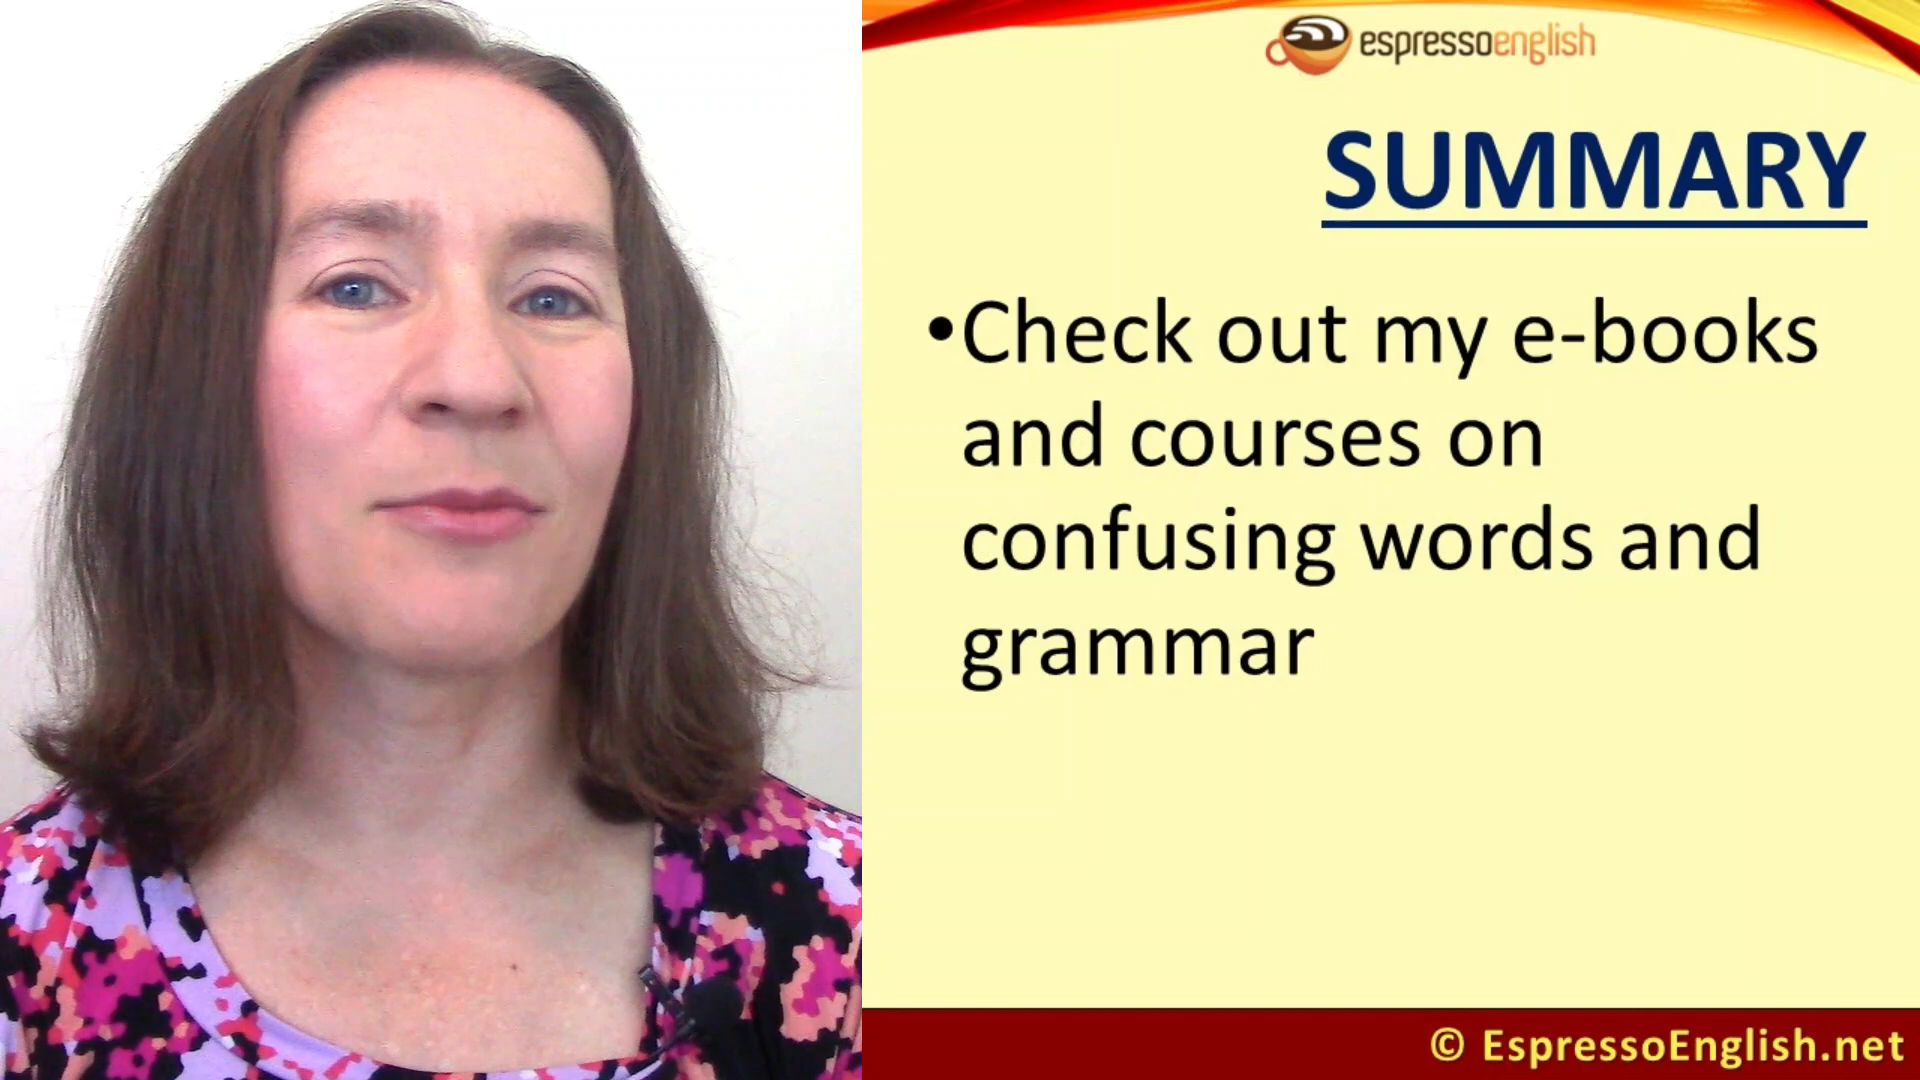 espressoenglish
SUMMARY
•Check out my e-books
and courses on
confusing words and
grammar
© EspressoEnglish.net